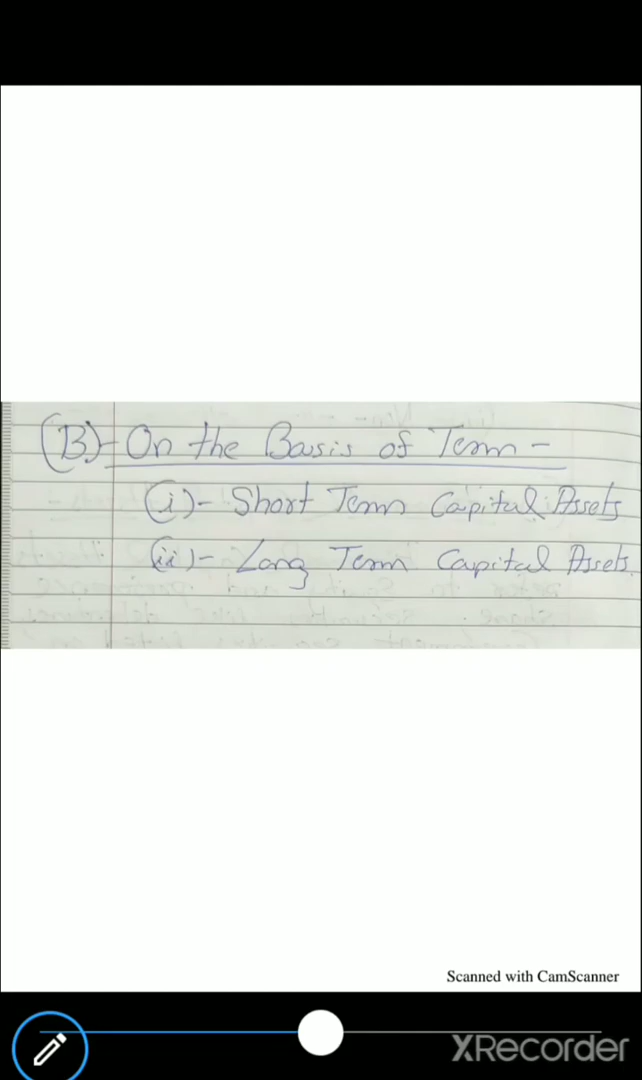 (B)- On the Basis of Term -
(i)- Short Term Capital Assets
(ii)- Long Term Capital Assets.
Scanned with CamScanner
XRecorder